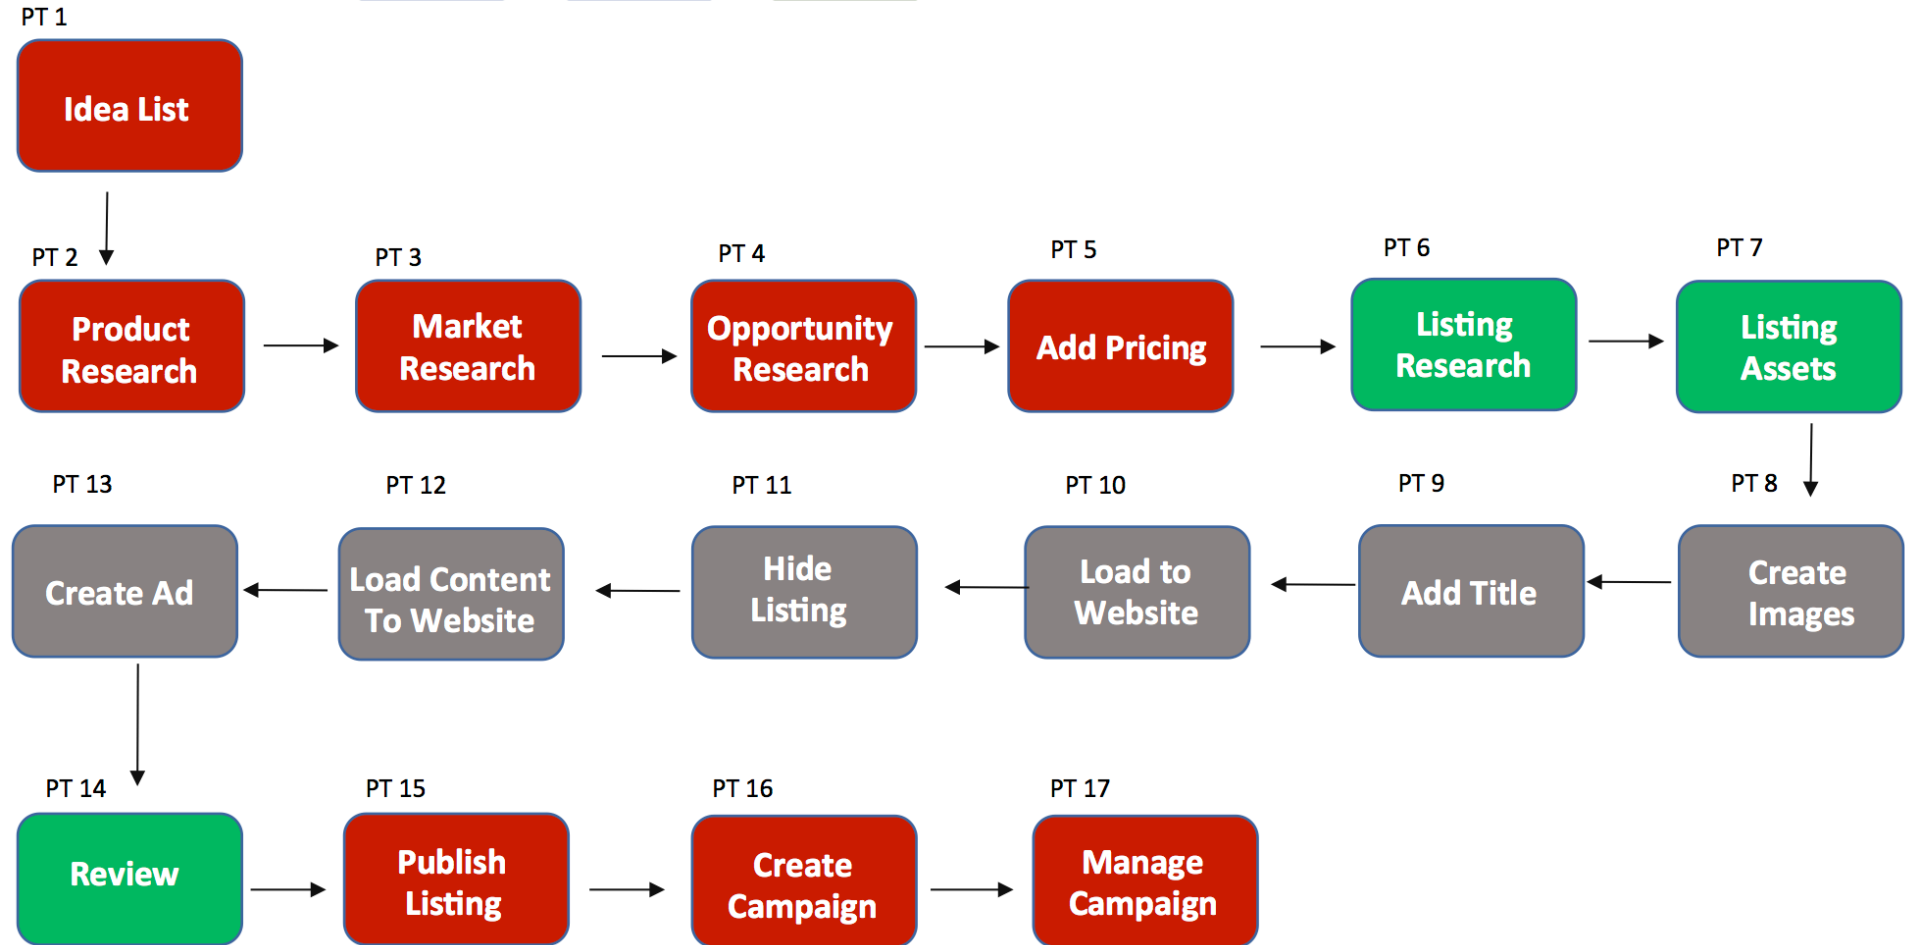 PT 1
Idea List
PT 2
Product
Research
PT 3
Market
Research
PT 4
Opportunity
Research
PT 5
Add Pricing
PT 6
Listing
Research
PT 7
Listing
Assets
PT 8
Create
Images
PT 9
Add Title
PT 10
Load to
Website
PT 11
Hide
Listing
PT 12
Load Content
To Website
PT 13
Create Ad
PT 14
Review
PT 15
Publish
Listing
PT 16
Create
Campaign
PT 17
Manage
Campaign